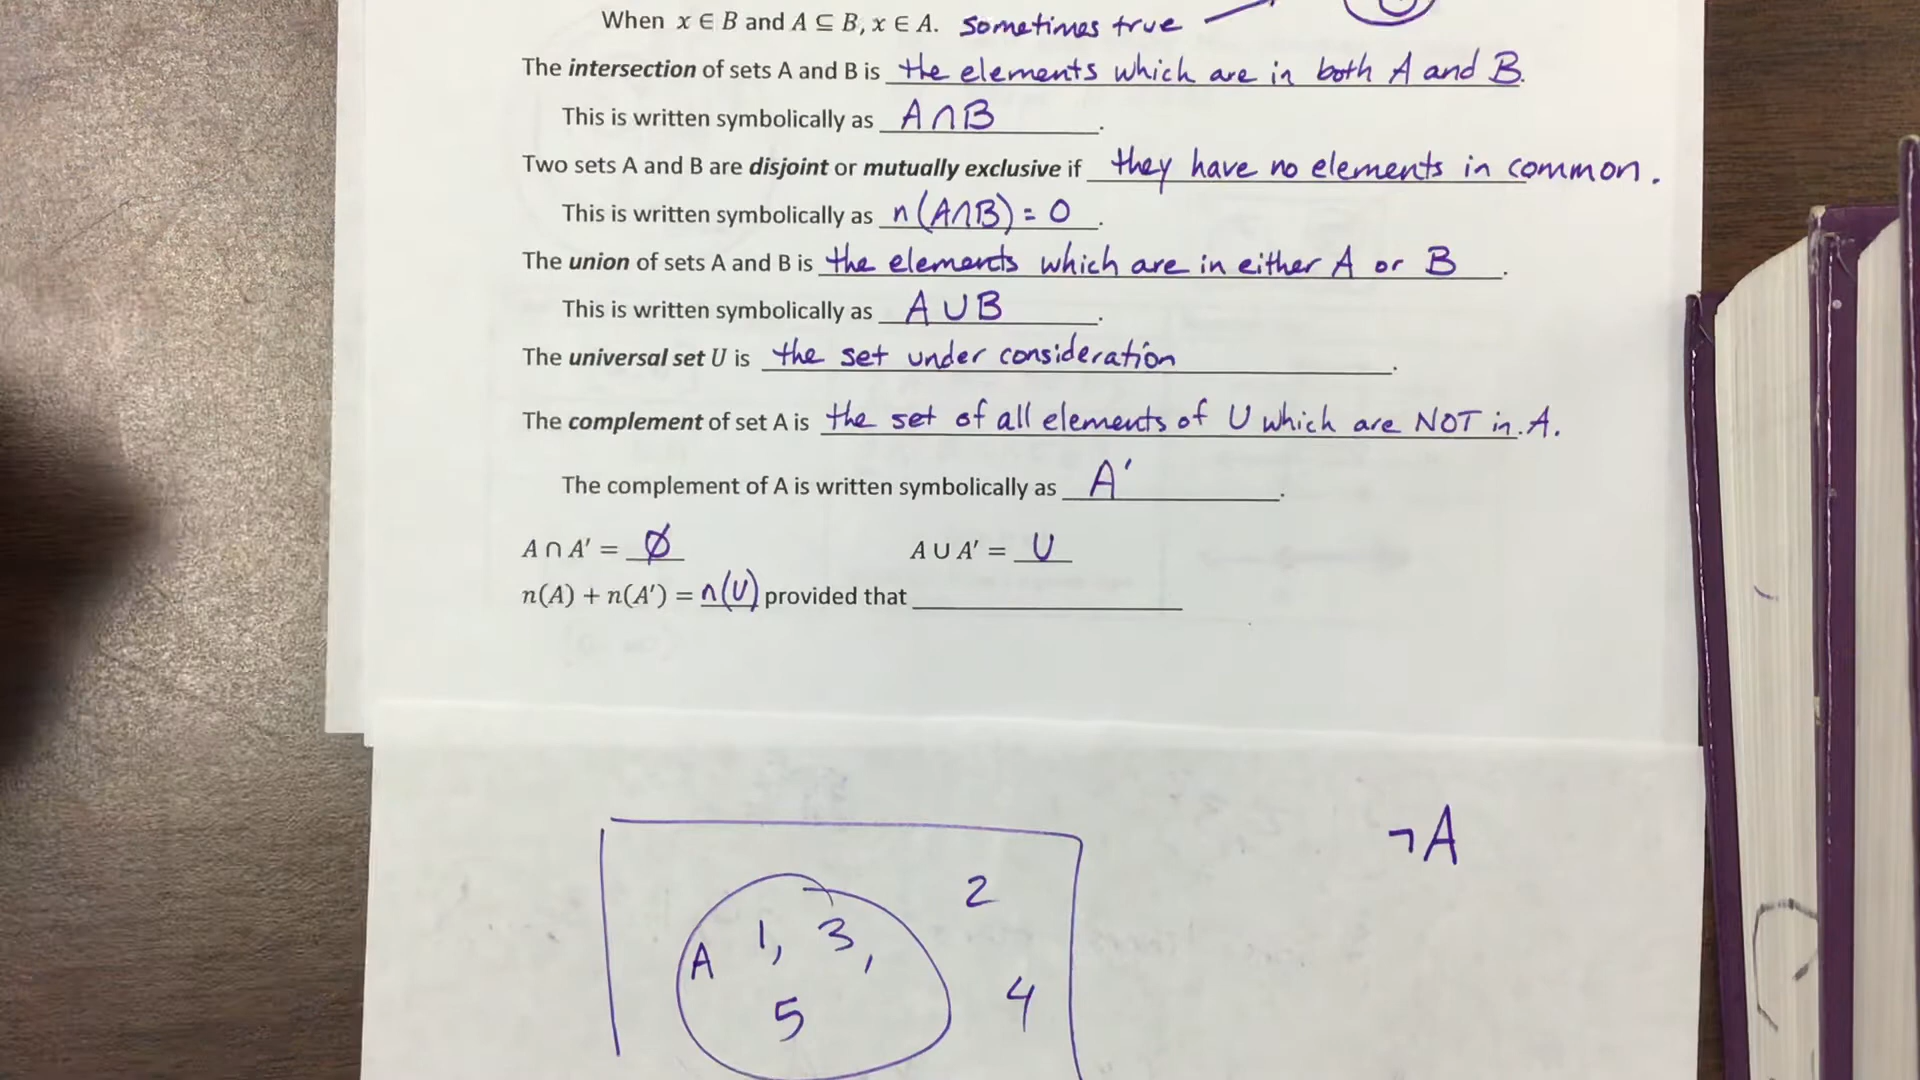 When x ∈ B and A ⊆ B, x ∈ A. Sometimes true
The intersection of sets A and B is the elements which are in both A and B.
This is written symbolically as A∩B.
Two sets A and B are disjoint or mutually exclusive if they have no elements in common.
This is written symbolically as n(A∩B) = 0.
The union of sets A and B is the elements which are in either A or B.
This is written symbolically as A ∪ B.
The universal set U is the set under consideration.
The complement of set A is the set of all elements of U which are NOT in A.
The complement of A is written symbolically as A′.
A ∩ A′ = ∅ A ∪ A′ = U
n(A) + n(A′) = n(U) provided that
¬A
2
A 1, 3,
5 4